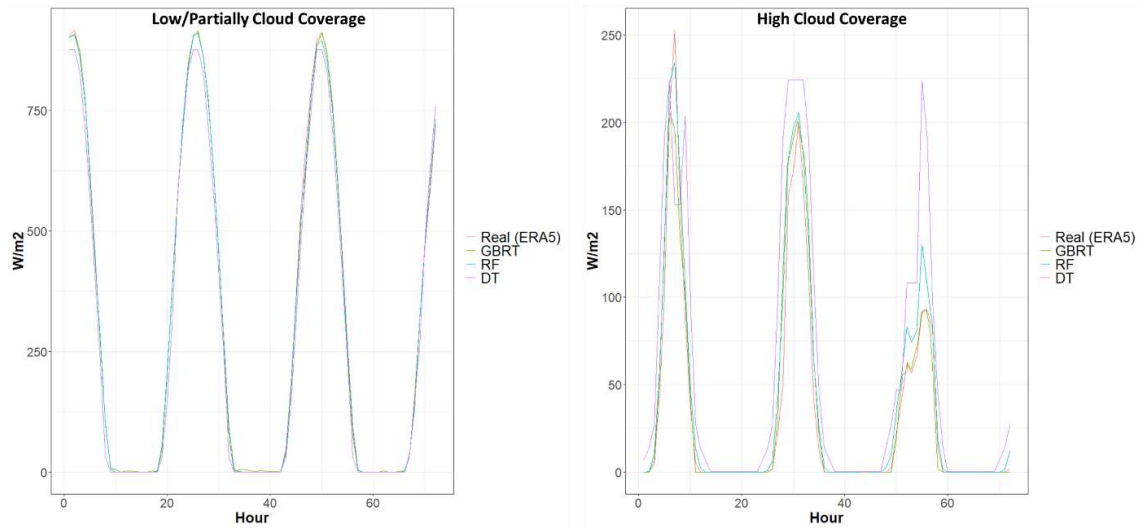 Low/Partially Cloud Coverage
750
500
250
0
W/m2
0
20
40
60
Hour
Real (ERA5)
GBRT
RF
DT
High Cloud Coverage
250
200
150
100
50
0
W/m2
0
20
40
60
Hour
Real (ERA5)
GBRT
RF
DT